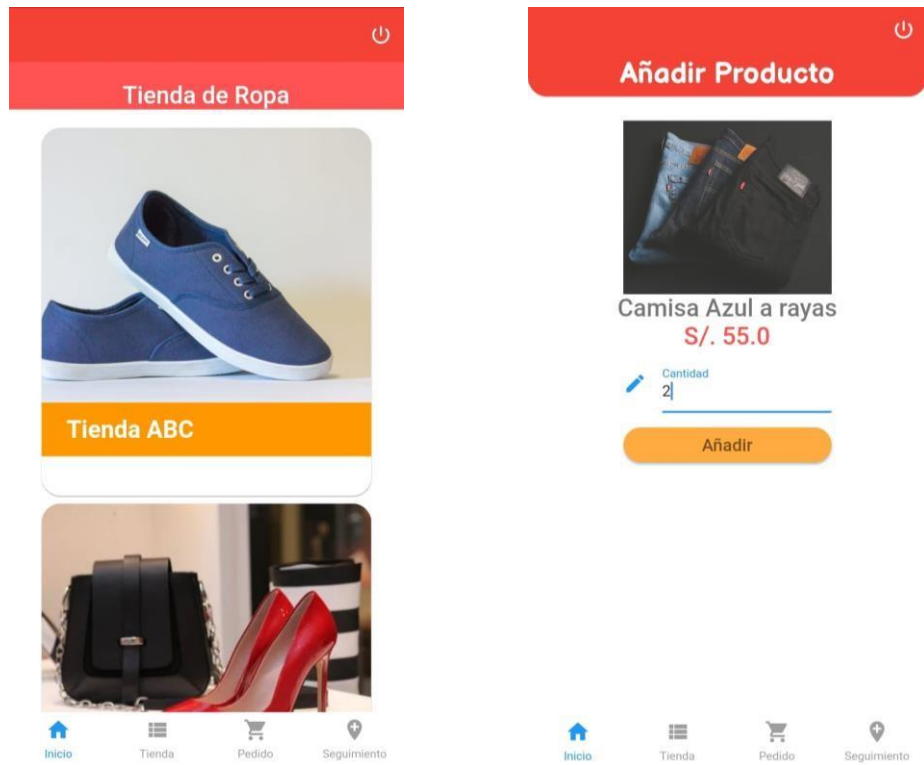 Tienda de Ropa
Tienda ABC
Inicio
Tienda
Pedido
Seguimiento
Añadir Producto
Camisa Azul a rayas
S/. 55.0
Cantidad
2
Añadir
Inicio
Tienda
Pedido
Seguimiento